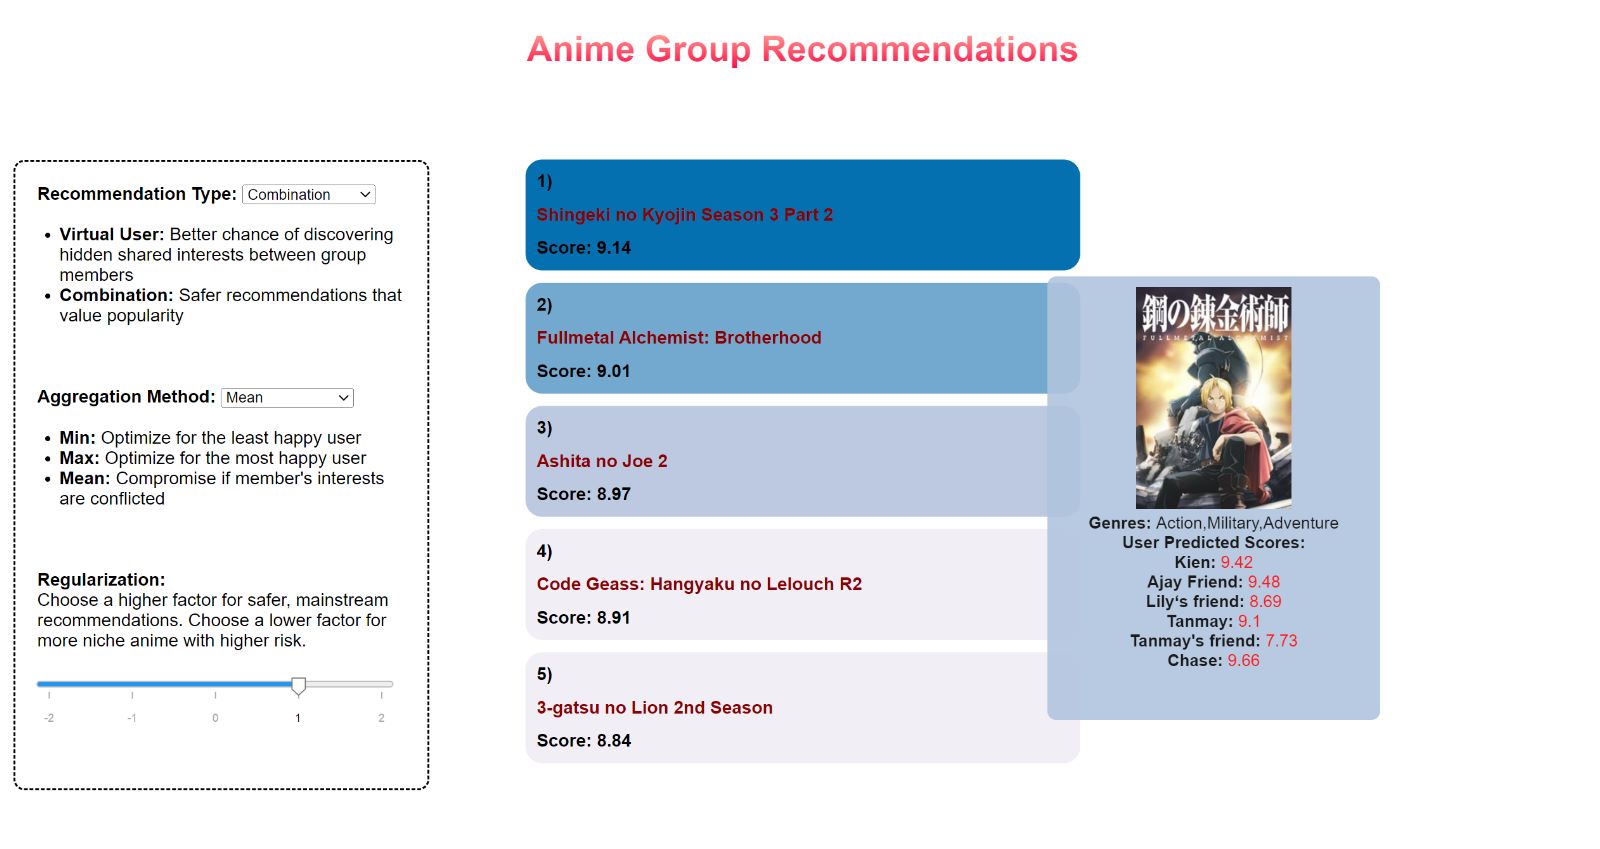 Anime Group Recommendations
Recommendation Type: Combination
Virtual User: Better chance of discovering
hidden shared interests between group
members
Combination: Safer recommendations that
value popularity
Aggregation Method: Mean
Min: Optimize for the least happy user
Max: Optimize for the most happy user
Mean: Compromise if member's interests
are conflicted
Regularization:
Choose a higher factor for safer, mainstream
recommendations. Choose a lower factor for
more niche anime with higher risk.
-2 -1 0 1 2
1)
Shingeki no Kyojin Season 3 Part 2
Score: 9.14
2)
Fullmetal Alchemist: Brotherhood
Score: 9.01
3)
Ashita no Joe 2
Score: 8.97
4)
Code Geass: Hangyaku no Lelouch R2
Score: 8.91
5)
3-gatsu no Lion 2nd Season
Score: 8.84
鋼の錬金術師
FULLMETAL ALCHEMIST
Genres: Action,Military,Adventure
User Predicted Scores:
Kien: 9.42
Ajay Friend: 9.48
Lily‘s friend: 8.69
Tanmay: 9.1
Tanmay's friend: 7.73
Chase: 9.66